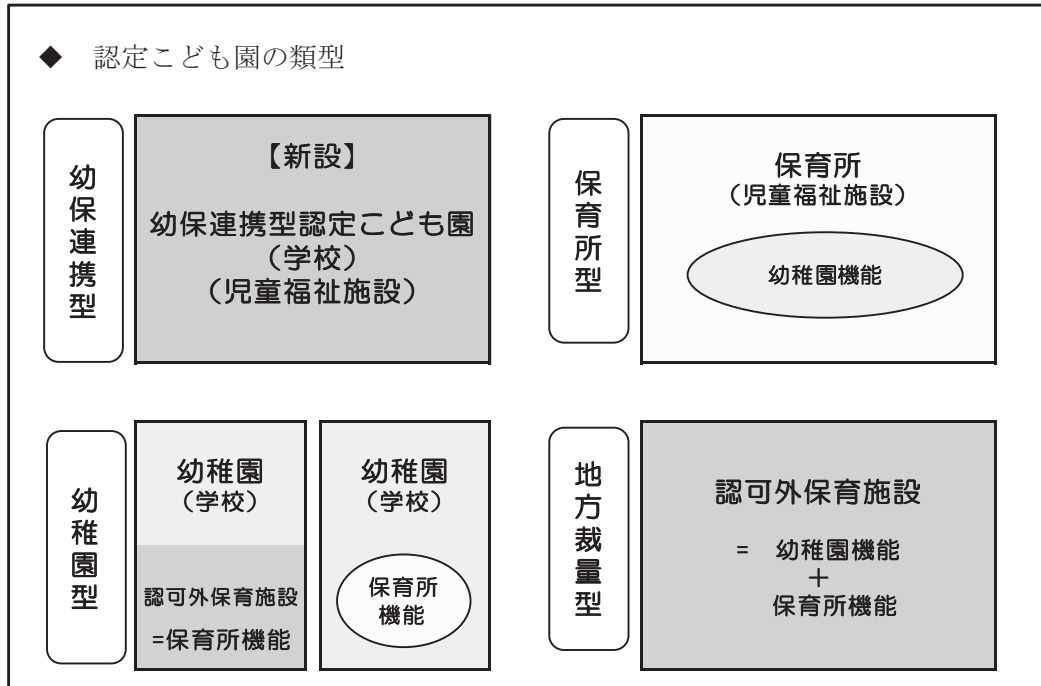 ◆ 認定こども園の類型
幼保連携型
【新設】
幼保連携型認定こども園
（学校）
（児童福祉施設）
保育所型
保育所
（児童福祉施設）
幼稚園機能
幼稚園型
幼稚園
（学校）
認可外保育施設
=保育所機能
幼稚園
（学校）
保育所
機能
地方裁量型
認可外保育施設
= 幼稚園機能
＋
保育所機能